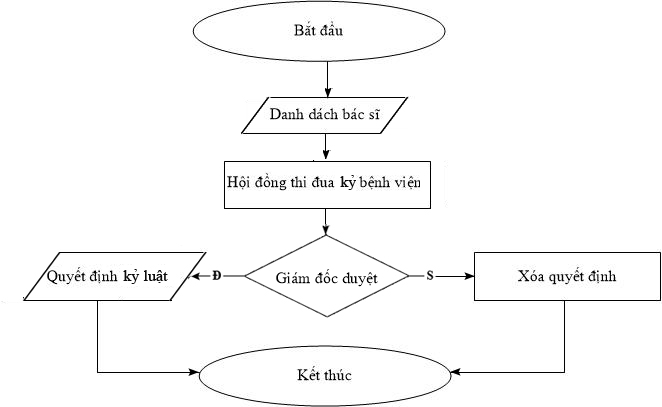 Bắt đầu
Danh dách bác sĩ
Hội đồng thi đua kỷ bệnh viện
Quyết định kỷ luật
Đ
Giám đốc duyệt
S
Xóa quyết định
Kết thúc